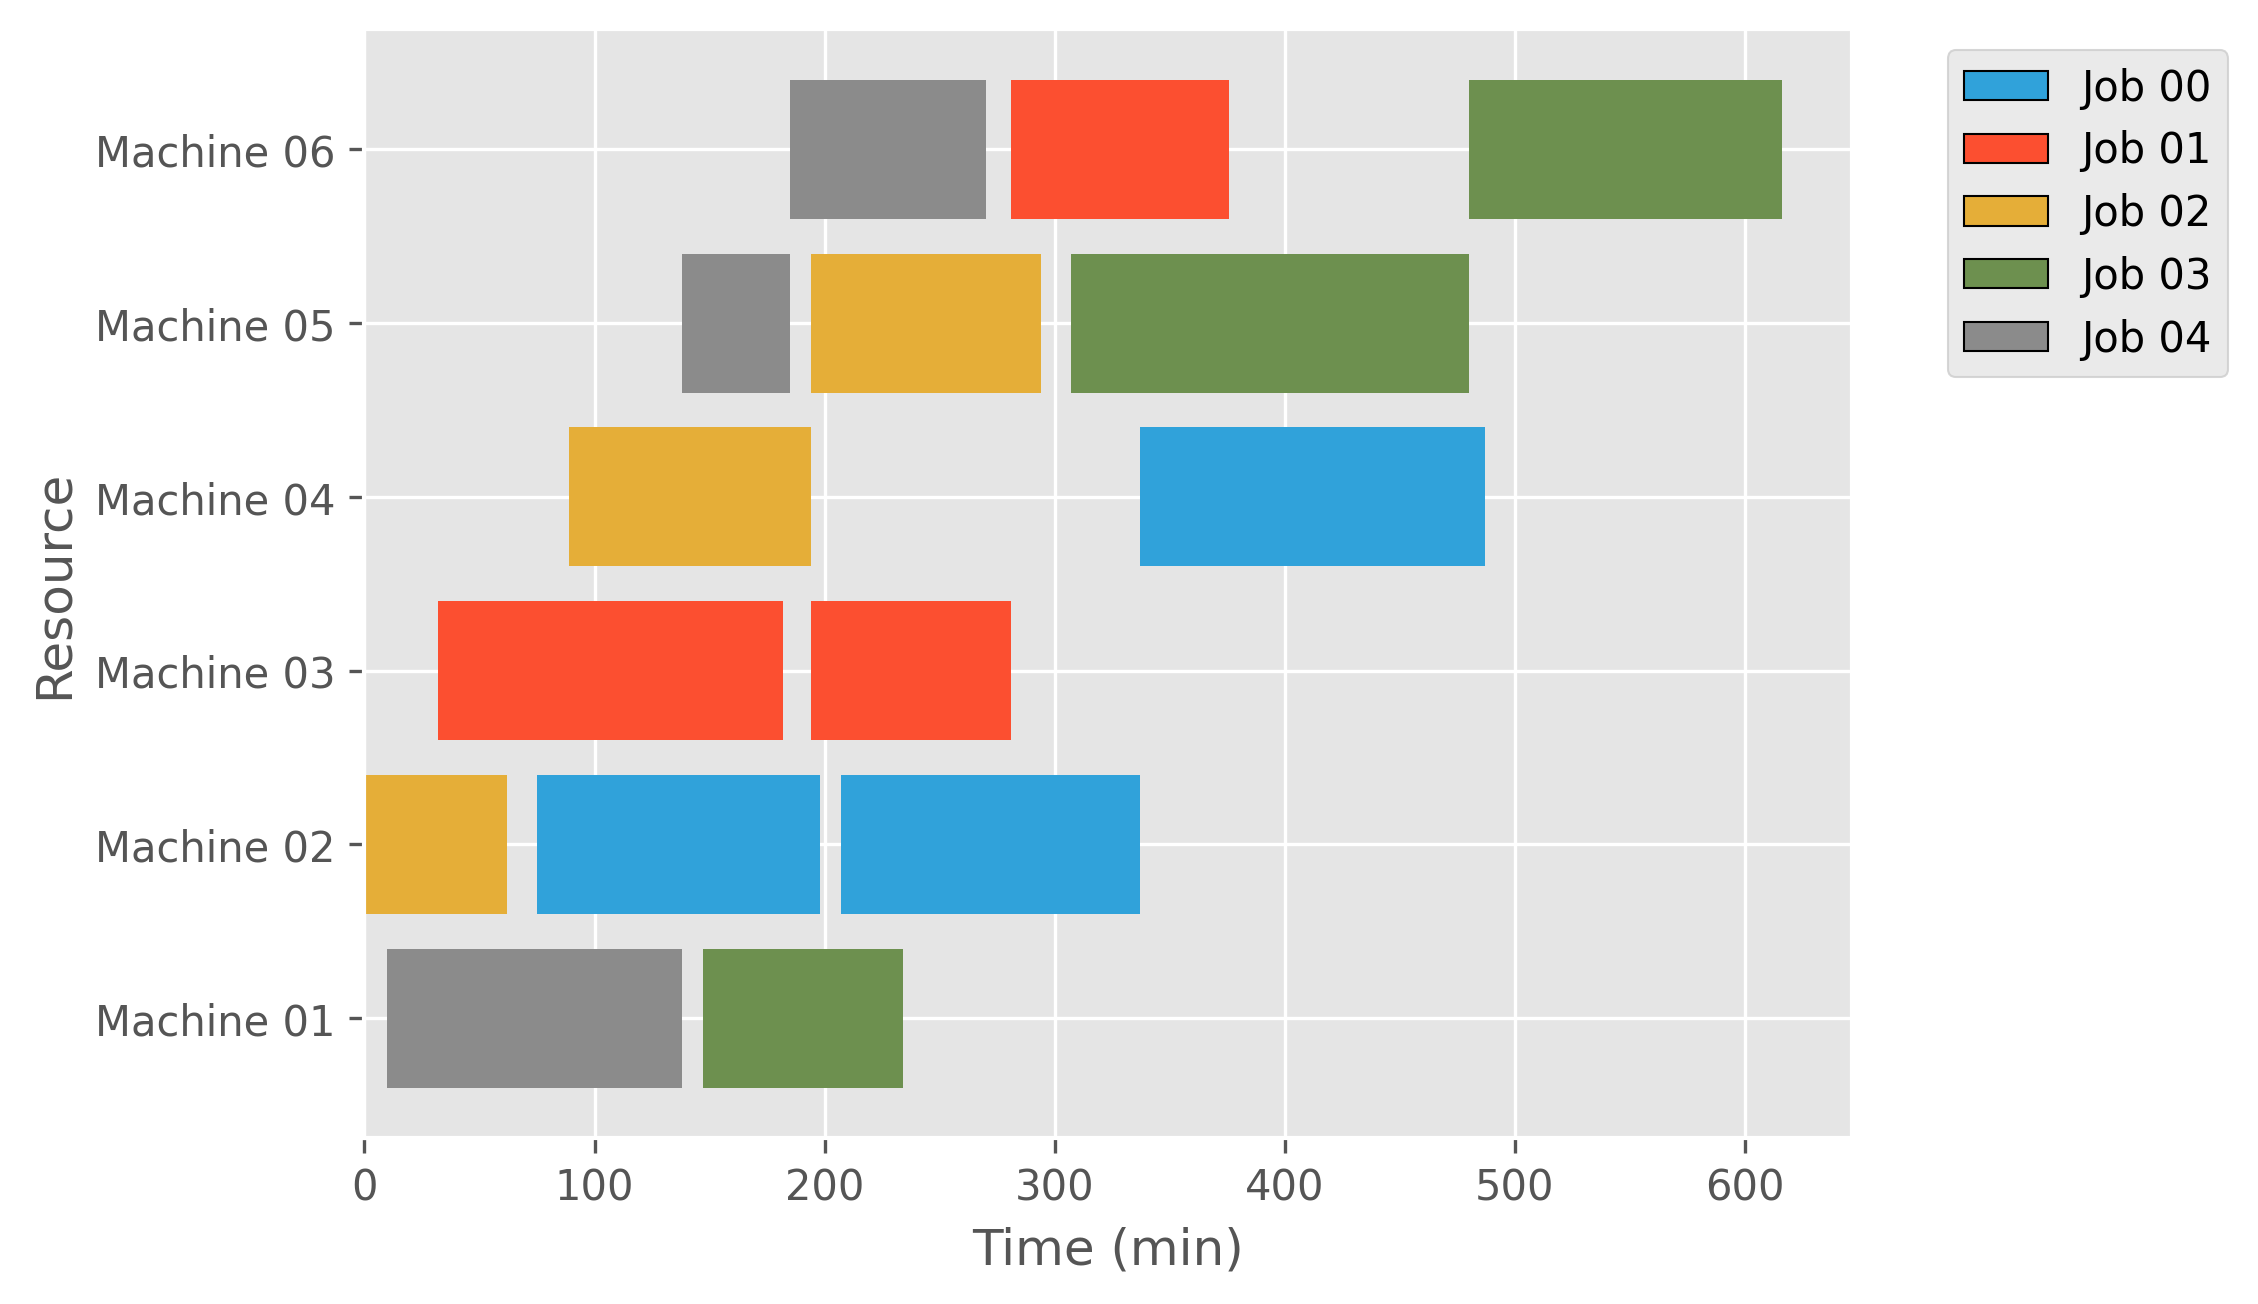 Machine 06
Machine 05
Machine 04
Machine 03
Machine 02
Machine 01
Resource
0 100 200 300 400 500 600
Time (min)
Job 00
Job 01
Job 02
Job 03
Job 04